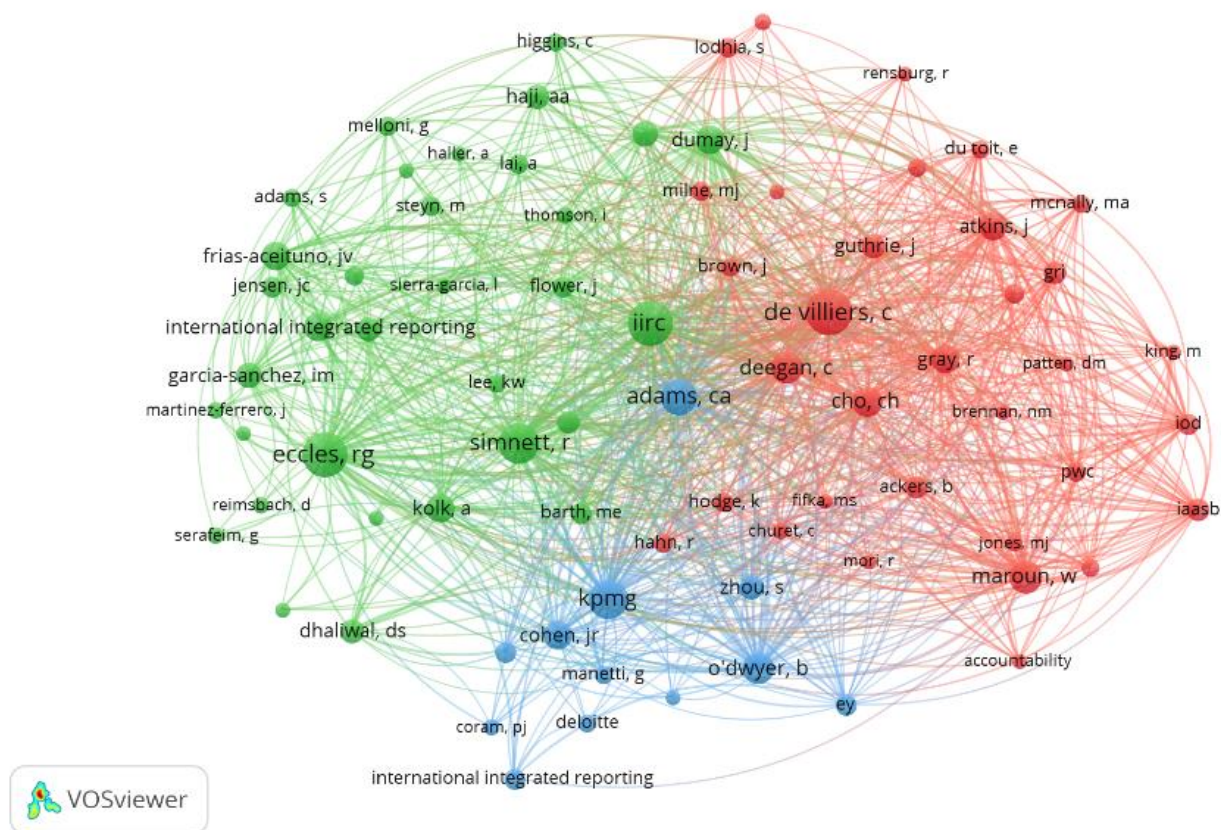 higgins, c
lodhia, s
rensburg, r
haji, aa
melloni, g
dumay, j
haller, a
lai, a
du toit, e
milne, mj
adams, s
steyn, m
mcnally, ma
thomson, i
atkins, j
guthrie, j
frias-aceituno, jv
brown, j
gri
jensen, jc
sierra-garcia, l
flower, j
de villiers, c
iirc
international integrated reporting
king, m
deegan, c
gray, r
patten, dm
garcia-sanchez, im
lee, kw
adams, ca
cho, ch
martinez-ferrero, j
brennan, nm
iod
simnett, r
eccles, rg
pwc
ackers, b
reimsbach, d
hodge, k
fifka, ms
kolk, a
barth, me
iaasb
serafeim, g
churet, c
hahn, r
jones, mj
mori, r
maroun, w
zhou, s
kpmg
dhaliwal, ds
cohen, jr
accountability
manetti, g
o'dwyer, b
ey
coram, pj
deloitte
international integrated reporting
VOSviewer